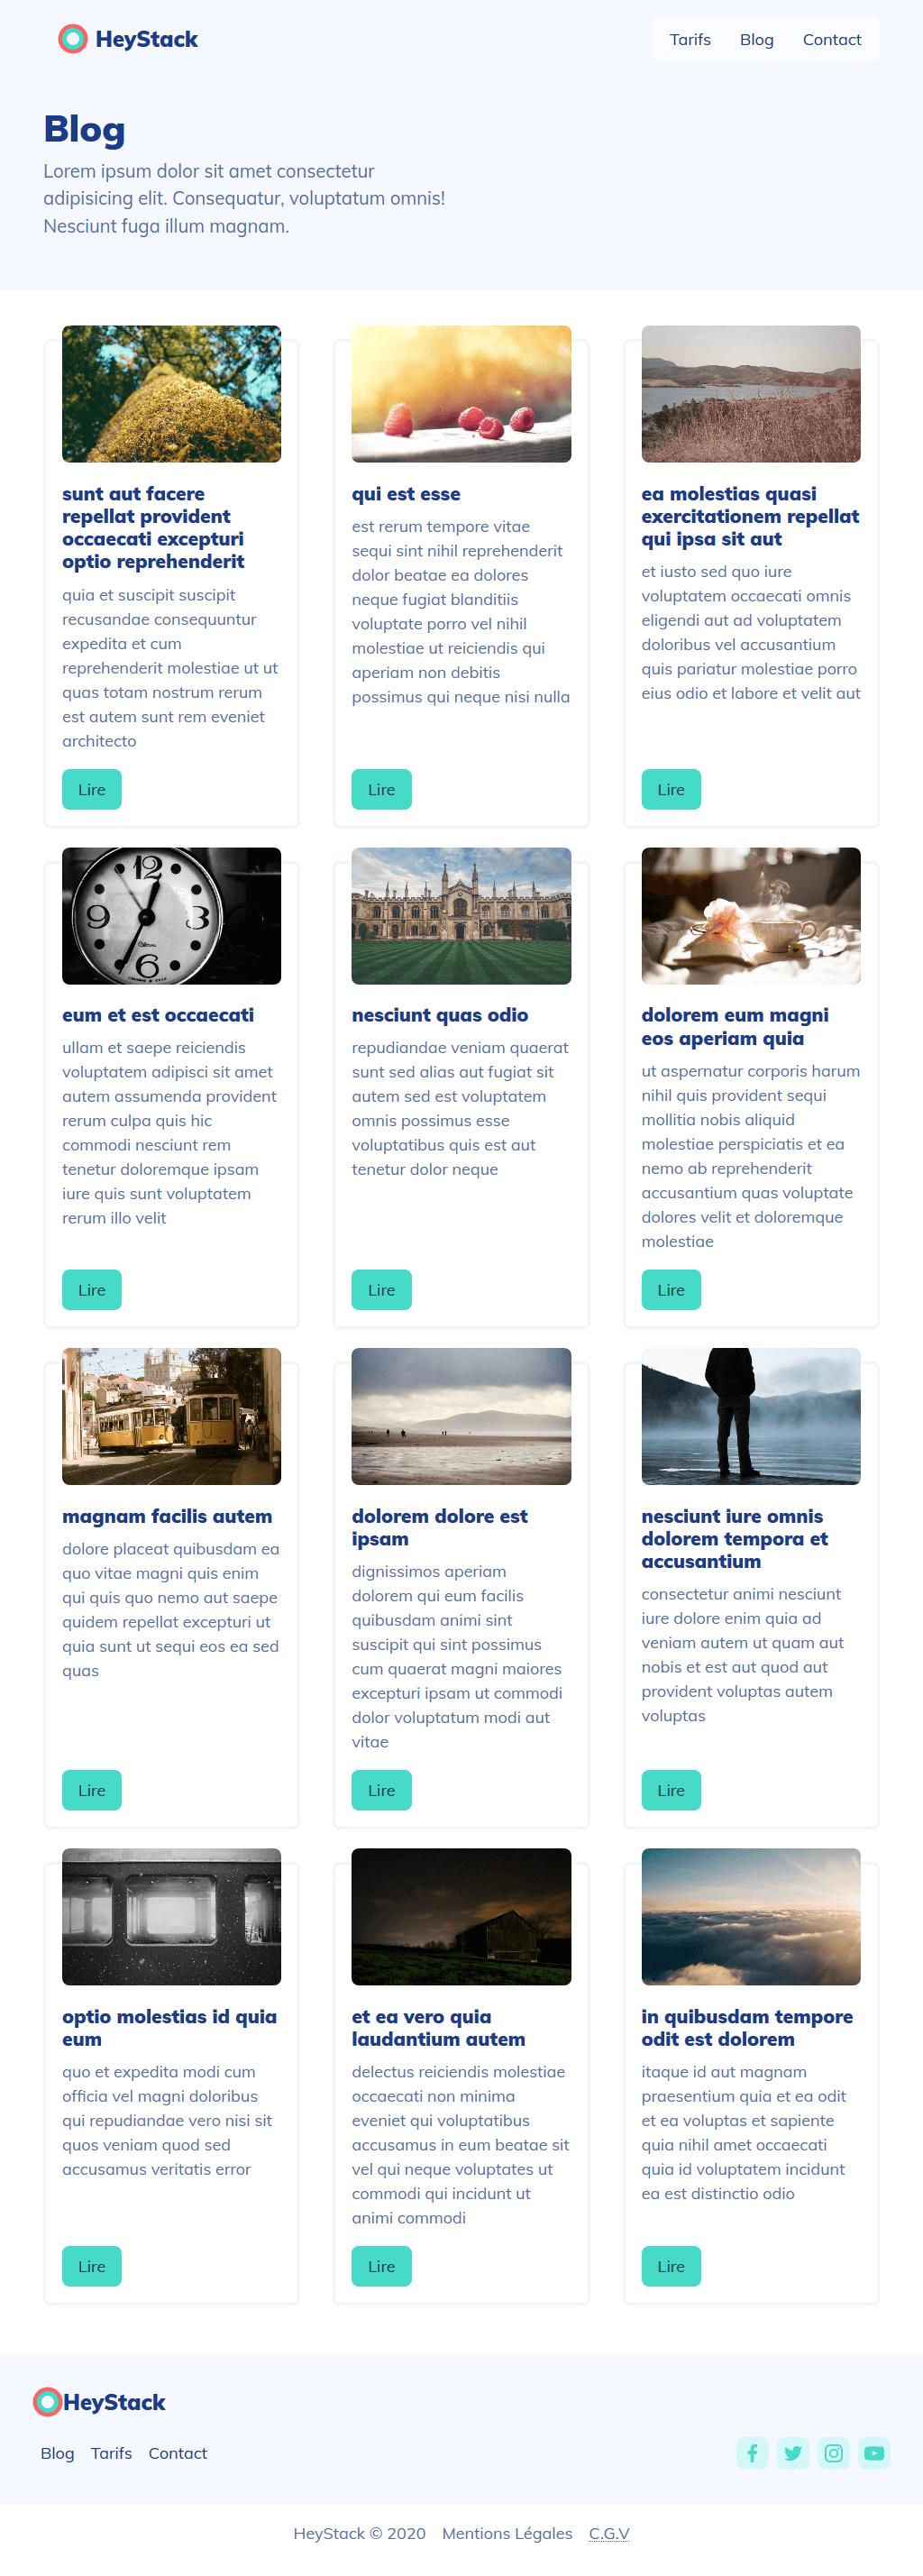 HeyStack
Tarifs Blog Contact
Blog
Lorem ipsum dolor sit amet consectetur
adipisicing elit. Consequatur, voluptatum omnis!
Nesciunt fuga illum magnam.
sunt aut facere
repellat provident
occaecati excepturi
optio reprehenderit
quia et suscipit suscipit
recusandae consequuntur
expedita et cum
reprehenderit molestiae ut ut
quas totam nostrum rerum
est autem sunt rem eveniet
architecto
Lire
qui est esse
est rerum tempore vitae
sequi sint nihil reprehenderit
dolor beatae ea dolores
neque fugiat blanditiis
voluptate porro vel nihil
molestiae ut reiciendis qui
aperiam non debitis
possimus qui neque nisi nulla
Lire
ea molestias quasi
exercitationem repellat
qui ipsa sit aut
et iusto sed quo iure
voluptatem occaecati omnis
eligendi aut ad voluptatem
doloribus vel accusantium
quis pariatur molestiae porro
eius odio et labore et velit aut
Lire
12
9
3
6
eum et est occaecati
ullam et saepe reiciendis
voluptatem adipisci sit amet
autem assumenda provident
rerum culpa quis hic
commodi nesciunt rem
tenetur doloremque ipsam
iure quis sunt voluptatem
rerum illo velit
Lire
nesciunt quas odio
repudiandae veniam quaerat
sunt sed alias aut fugiat sit
autem sed est voluptatem
omnis possimus esse
voluptatibus quis est aut
tenetur dolor neque
Lire
dolorem eum magni
eos aperiam quia
ut aspernatur corporis harum
nihil quis provident sequi
mollitia nobis aliquid
molestiae perspiciatis et ea
nemo ab reprehenderit
accusantium quas voluptate
dolores velit et doloremque
molestiae
Lire
magnam facilis autem
dolore placeat quibusdam ea
quo vitae magni quis enim
qui quis quo nemo aut saepe
quidem repellat excepturi ut
quia sunt ut sequi eos ea sed
quas
Lire
dolorem dolore est
ipsam
dignissimos aperiam
dolorem qui eum facilis
quibusdam animi sint
suscipit qui sint possimus
cum quaerat magni maiores
excepturi ipsam ut commodi
dolor voluptatum modi aut
vitae
Lire
nesciunt iure omnis
dolorem tempora et
accusantium
consectetur animi nesciunt
iure dolore enim quia ad
veniam autem ut quam aut
nobis et est aut quod aut
provident voluptas autem
voluptas
Lire
optio molestias id quia
eum
quo et expedita modi cum
officia vel magni doloribus
qui repudiandae vero nisi sit
quos veniam quod sed
accusamus veritatis error
Lire
et ea vero quia
laudantium autem
delectus reiciendis molestiae
occaecati non minima
eveniet qui voluptatibus
accusamus in eum beatae sit
vel qui neque voluptates ut
commodi qui incidunt ut
animi commodi
Lire
in quibusdam tempore
odit est dolorem
itaque id aut magnam
praesentium quia et ea odit
et ea voluptas et sapiente
quia nihil amet occaecati
quia id voluptatem incidunt
ea est distinctio odio
Lire
HeyStack
Blog Tarifs Contact
HeyStack © 2020 Mentions Légales C.G.V